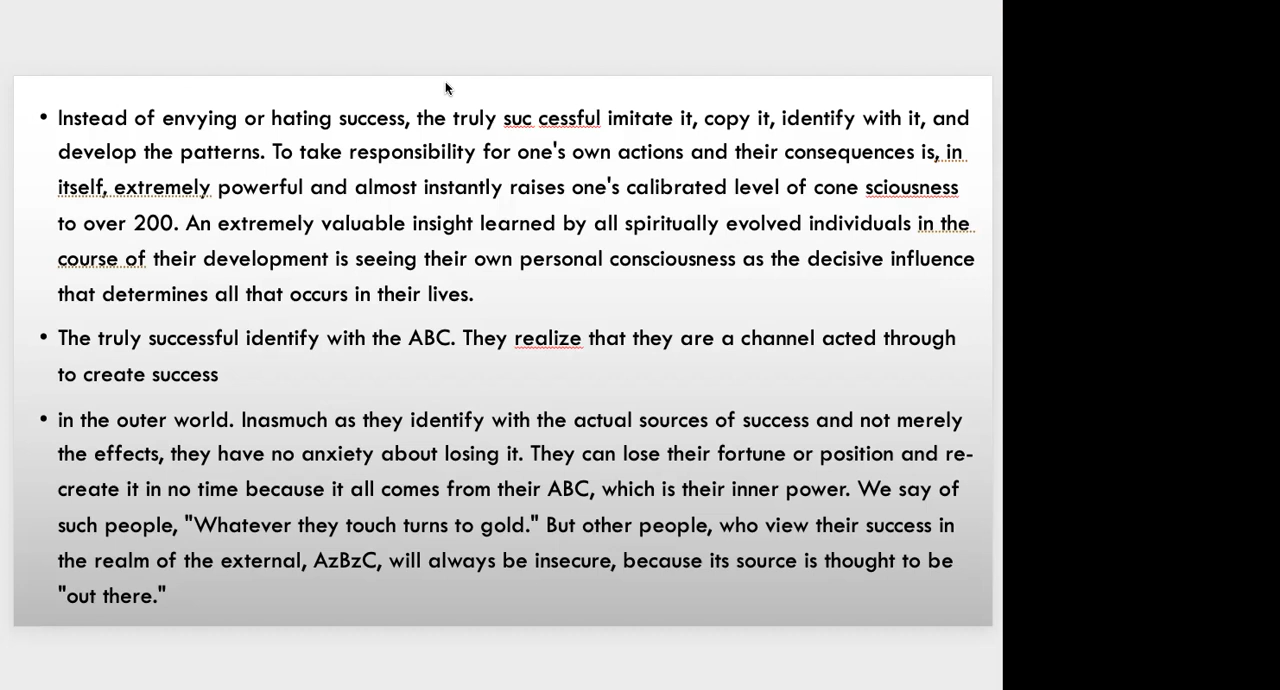 • Instead of envying or hating success, the truly suc cessful imitate it, copy it, identify with it, and
develop the patterns. To take responsibility for one's own actions and their consequences is, in
itself, extremely powerful and almost instantly raises one's calibrated level of cone sciousness
to over 200. An extremely valuable insight learned by all spiritually evolved individuals in the
course of their development is seeing their own personal consciousness as the decisive influence
that determines all that occurs in their lives.
• The truly successful identify with the ABC. They realize that they are a channel acted through
to create success
• in the outer world. Inasmuch as they identify with the actual sources of success and not merely
the effects, they have no anxiety about losing it. They can lose their fortune or position and re-
create it in no time because it all comes from their ABC, which is their inner power. We say of
such people, "Whatever they touch turns to gold." But other people, who view their success in
the realm of the external, AzBzC, will always be insecure, because its source is thought to be
"out there."